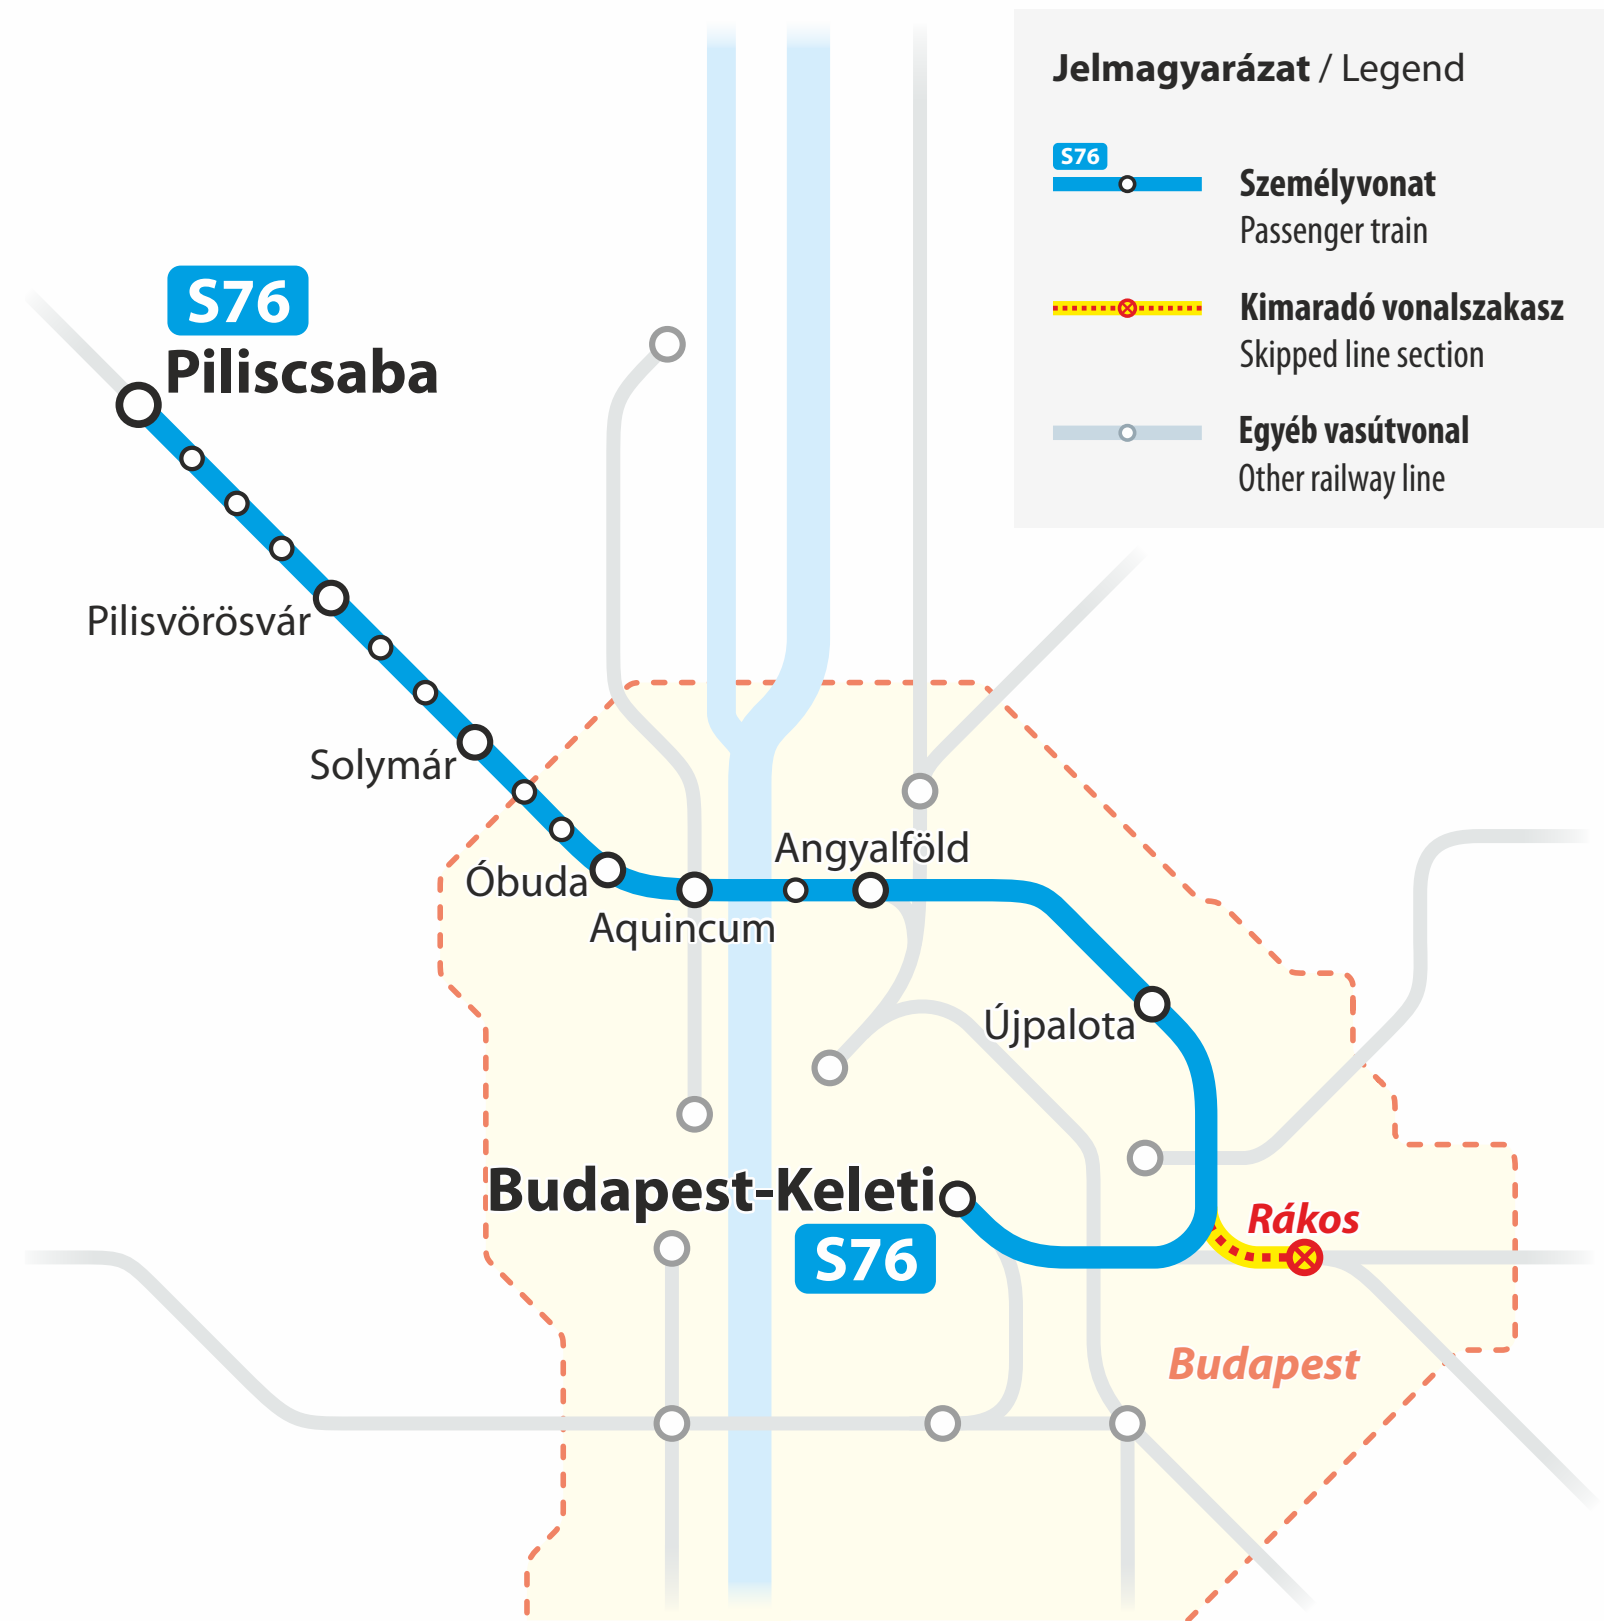 Jelmagyarázat / Legend
S76
Személyvonat
Passenger train
Kimaradó vonalszakasz
Skipped line section
Egyéb vasútvonal
Other railway line
S76
Piliscsaba
Pilisvörösvár
Solymár
Óbuda
Aquincum
Angyalföld
Újpalota
Budapest-Keleti
S76
Rákos
Budapest